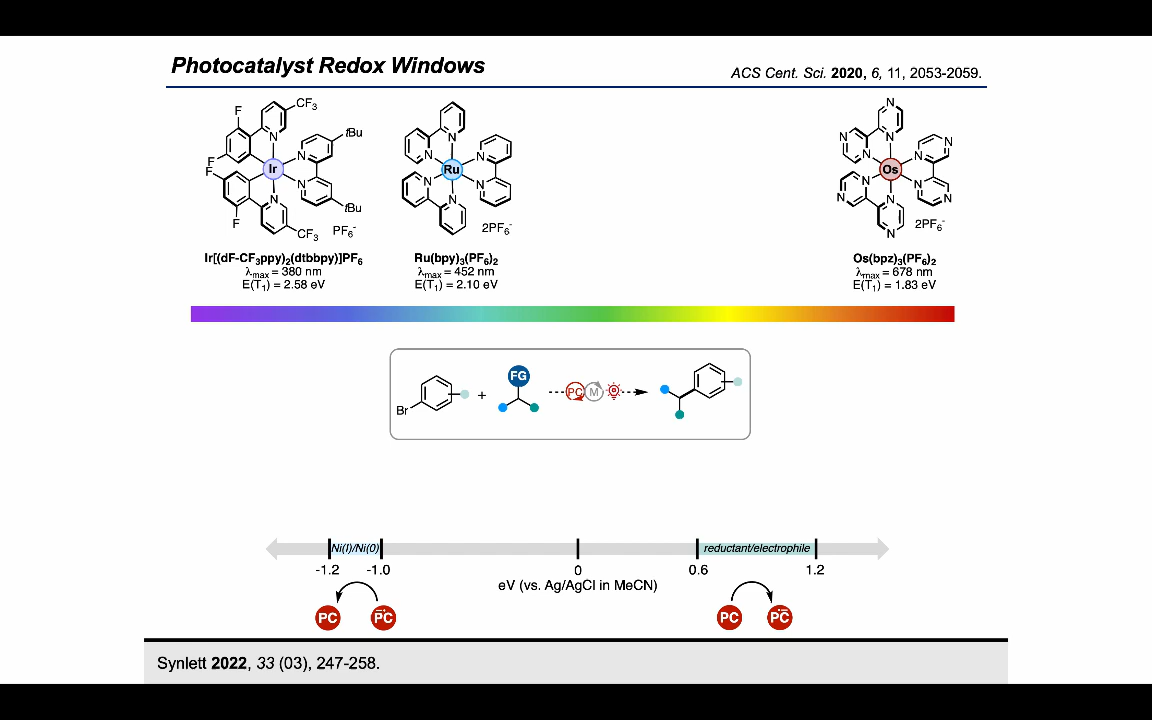 Photocatalyst Redox Windows
ACS Cent. Sci. 2020, 6, 11, 2053-2059.
F
CF₃
N
tBu
F
N
F
Ir
N
tBu
F
N
CF₃
PF₆⁻
N
N
N
Ru
N
N
N
2PF₆⁻
N
N
N
N
N
N
Os
N
N
N
N
N
N
2PF₆⁻
Ir[(dF-CF₃ppy)₂(dtbbpy)]PF₆
λmax = 380 nm
E(T₁) = 2.58 eV
Ru(bpy)₃(PF₆)₂
λmax = 452 nm
E(T₁) = 2.10 eV
Os(bpz)₃(PF₆)₂
λmax = 678 nm
E(T₁) = 1.83 eV
Br
+
FG
PC
M
Ni(I)/Ni(0)
reductant/electrophile
-1.2
-1.0
0
0.6
1.2
eV (vs. Ag/AgCl in MeCN)
PC
PC
PC
PC
Synlett 2022, 33 (03), 247-258.